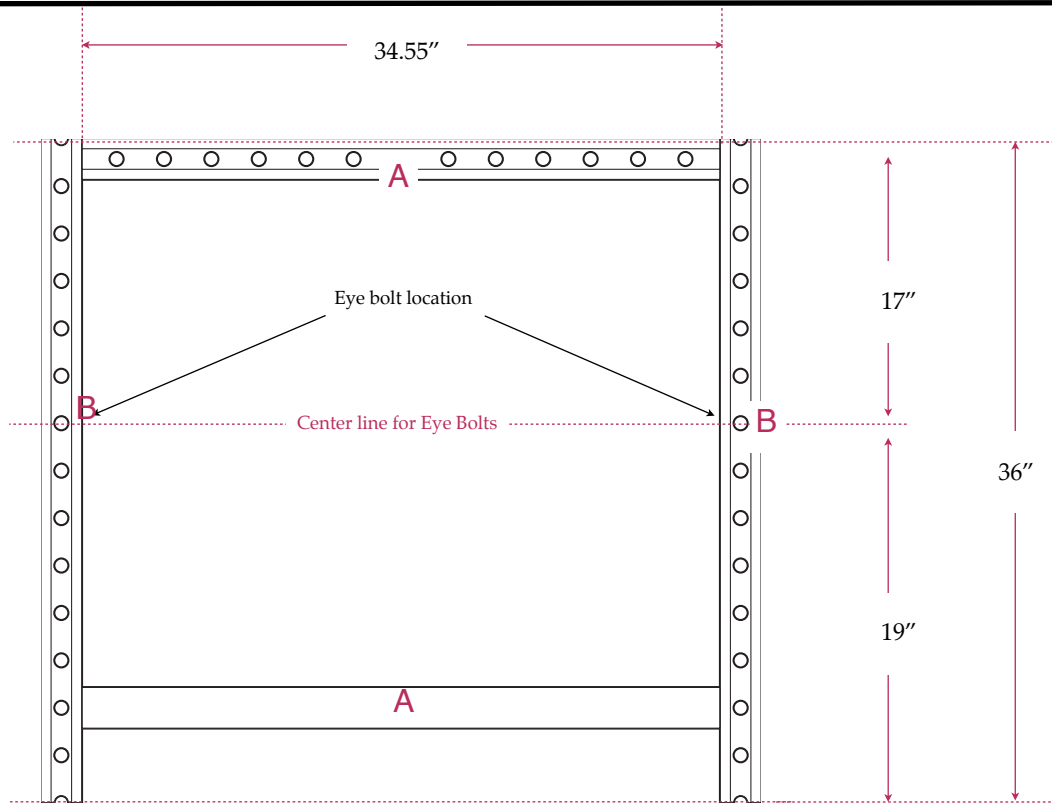 34.55″
A
17″
Eye bolt location
B
Center line for Eye Bolts
B
36″
19″
A